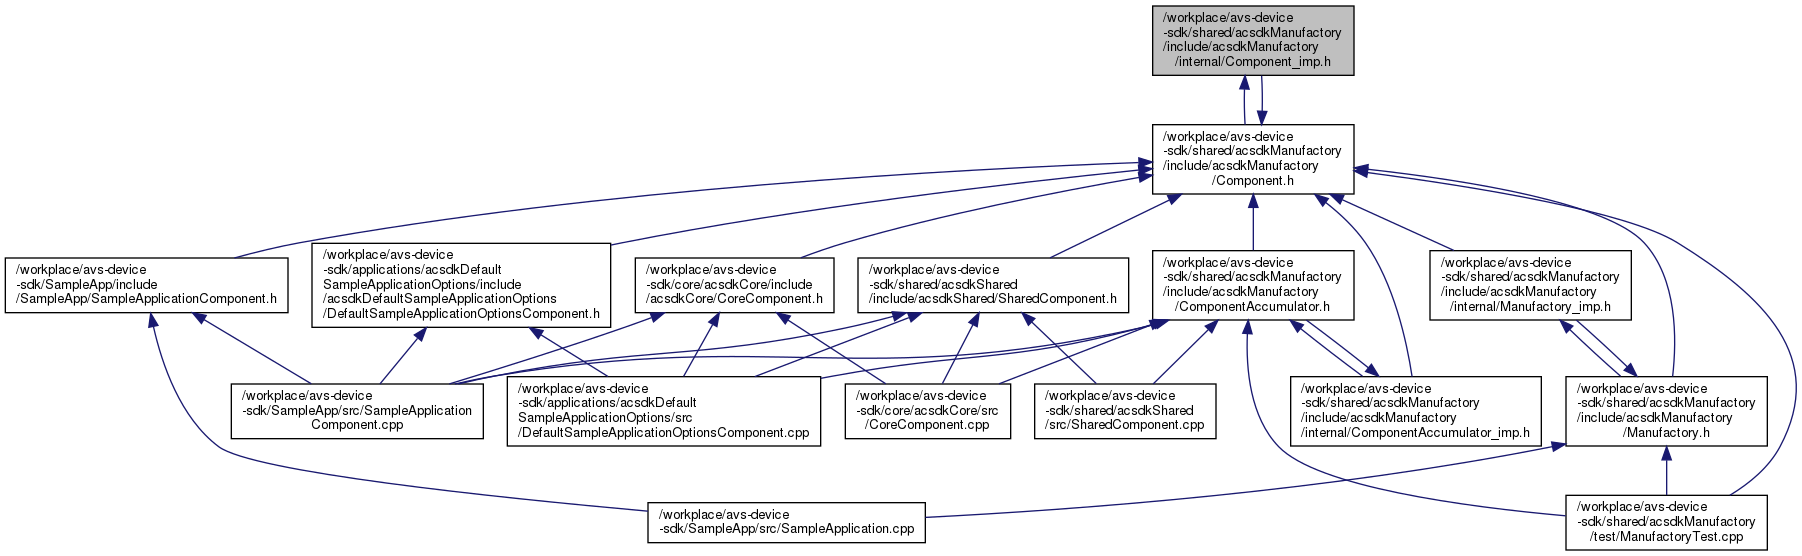 /workplace/avs-device
-sdk/shared/acsdkManufactory
/include/acsdkManufactory
/internal/Component_imp.h
/workplace/avs-device
-sdk/shared/acsdkManufactory
/include/acsdkManufactory
/Component.h
/workplace/avs-device
-sdk/SampleApp/include
/SampleApp/SampleApplicationComponent.h
/workplace/avs-device
-sdk/applications/acsdkDefault
SampleApplicationOptions/include
/acsdkDefaultSampleApplicationOptions
/DefaultSampleApplicationOptionsComponent.h
/workplace/avs-device
-sdk/core/acsdkCore/include
/acsdkCore/CoreComponent.h
/workplace/avs-device
-sdk/shared/acsdkShared
/include/acsdkShared/SharedComponent.h
/workplace/avs-device
-sdk/shared/acsdkManufactory
/include/acsdkManufactory
/ComponentAccumulator.h
/workplace/avs-device
-sdk/shared/acsdkManufactory
/include/acsdkManufactory
/internal/Manufactory_imp.h
/workplace/avs-device
-sdk/SampleApp/src/SampleApplication
Component.cpp
/workplace/avs-device
-sdk/applications/acsdkDefault
SampleApplicationOptions/src
/DefaultSampleApplicationOptionsComponent.cpp
/workplace/avs-device
-sdk/core/acsdkCore/src
/CoreComponent.cpp
/workplace/avs-device
-sdk/shared/acsdkShared
/src/SharedComponent.cpp
/workplace/avs-device
-sdk/shared/acsdkManufactory
/include/acsdkManufactory
/internal/ComponentAccumulator_imp.h
/workplace/avs-device
-sdk/shared/acsdkManufactory
/include/acsdkManufactory
/Manufactory.h
/workplace/avs-device
-sdk/SampleApp/src/SampleApplication.cpp
/workplace/avs-device
-sdk/shared/acsdkManufactory
/test/ManufactoryTest.cpp